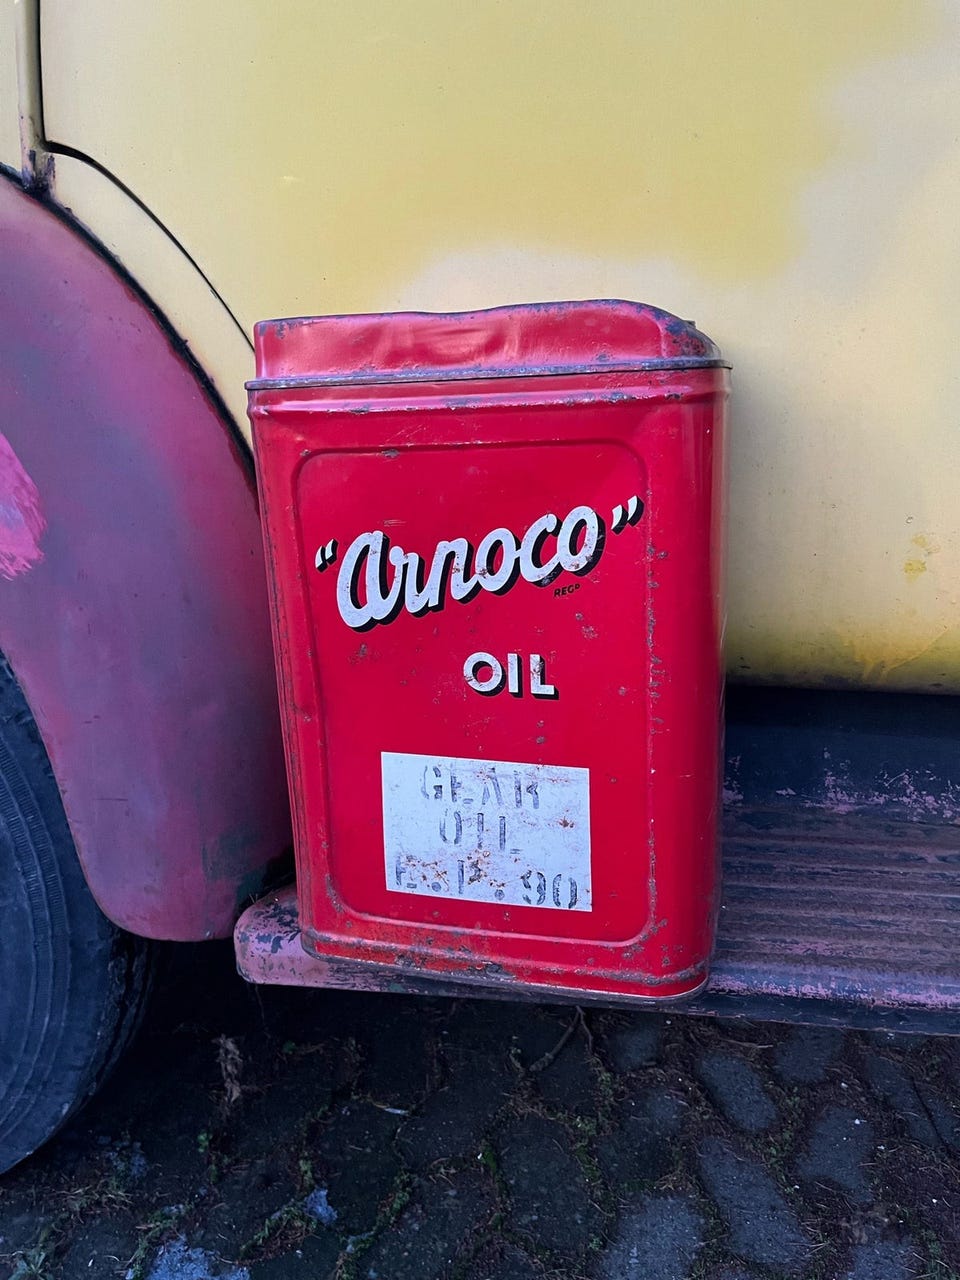 "Arnoco"
REGD
OIL
GEAR
OIL
E.P. 90